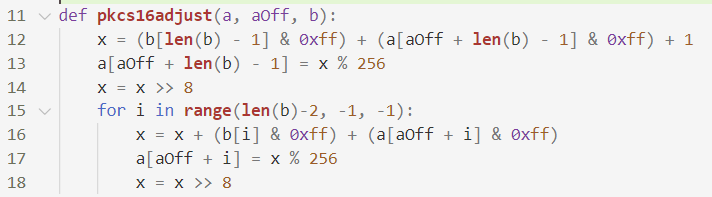 11 def pkcs16adjust(a, aOff, b):
12     x = (b[len(b) - 1] & 0xff) + (a[aOff + len(b) - 1] & 0xff) + 1
13     a[aOff + len(b) - 1] = x % 256
14     x = x >> 8
15     for i in range(len(b)-2, -1, -1):
16         x = x + (b[i] & 0xff) + (a[aOff + i] & 0xff)
17         a[aOff + i] = x % 256
18         x = x >> 8